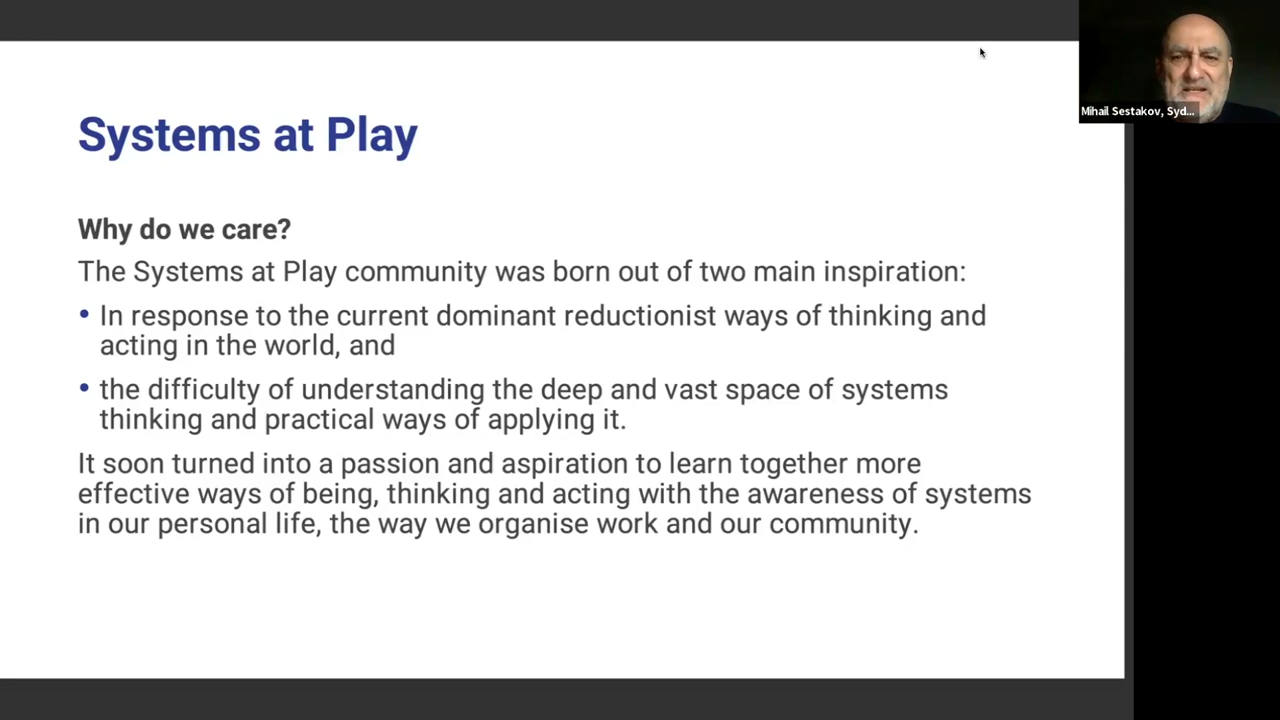 Systems at Play
Why do we care?
The Systems at Play community was born out of two main inspiration:
• In response to the current dominant reductionist ways of thinking and
acting in the world, and
• the difficulty of understanding the deep and vast space of systems
thinking and practical ways of applying it.
It soon turned into a passion and aspiration to learn together more
effective ways of being, thinking and acting with the awareness of systems
in our personal life, the way we organise work and our community.
Mihail Sestakov, Syd...